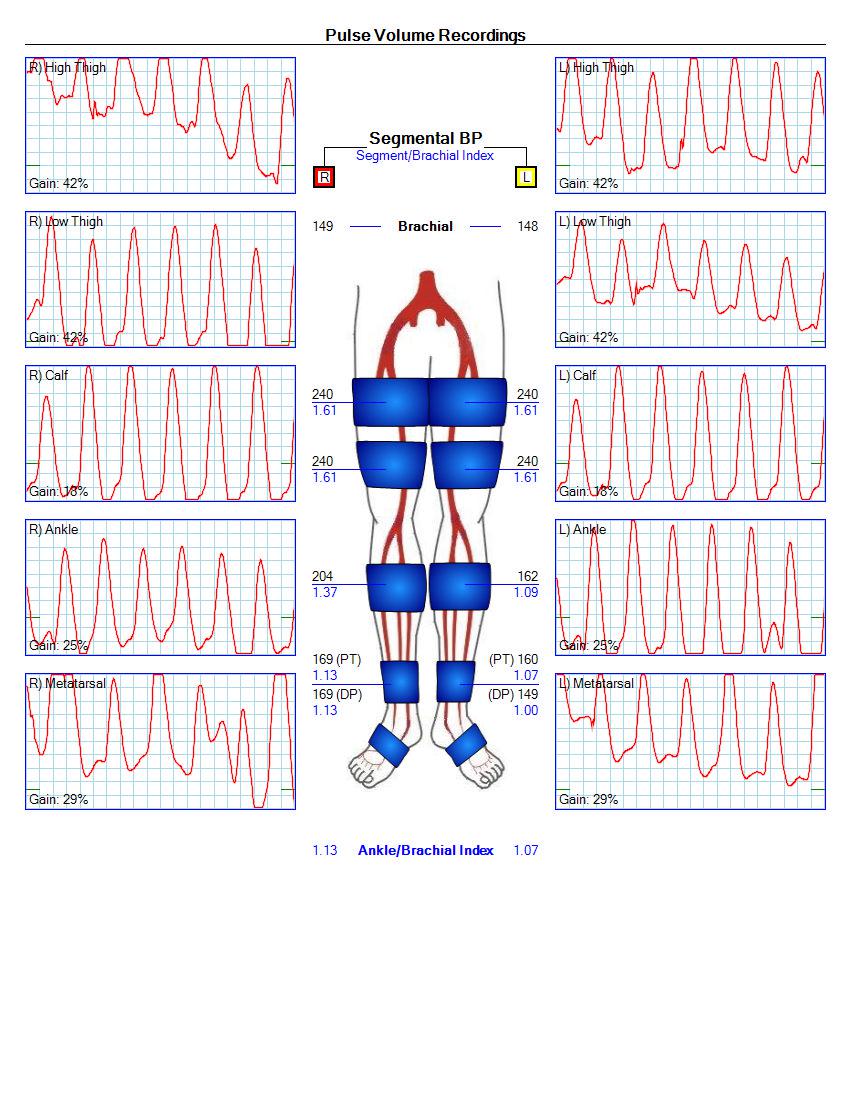 Pulse Volume Recordings
R) High Thigh
Gain: 42%
L) High Thigh
Gain: 42%
Segmental BP
Segment/Brachial Index
R
L
149 Brachial 148
R) Low Thigh
Gain: 42%
L) Low Thigh
Gain: 42%
R) Calf
Gain: 18%
L) Calf
Gain: 18%
240 240
1.61 1.61
240 240
1.61 1.61
R) Ankle
Gain: 25%
L) Ankle
Gain: 25%
204 162
1.37 1.09
R) Metatarsal
Gain: 29%
L) Metatarsal
Gain: 29%
169 (PT) (PT) 160
1.13 1.07
169 (DP) (DP) 149
1.13 1.00
1.13 Ankle/Brachial Index 1.07